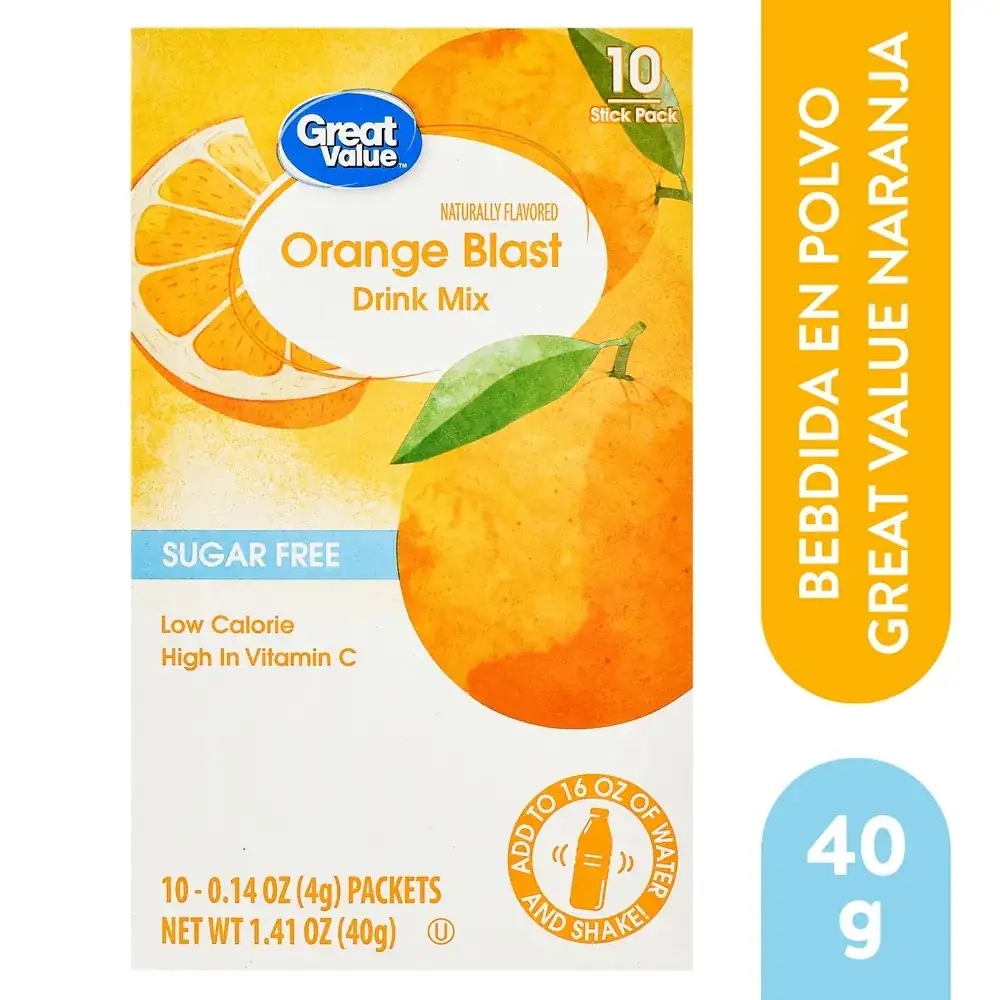 10
Stick Pack
Great
Value™
NATURALLY FLAVORED
Orange Blast
Drink Mix
SUGAR FREE
Low Calorie
High In Vitamin C
ADD TO 16 OZ OF WATER
AND SHAKE!
10 - 0.14 OZ (4g) PACKETS
NET WT 1.41 OZ (40g) U
BEBDIDA EN POLVO
GREAT VALUE NARANJA
40
g